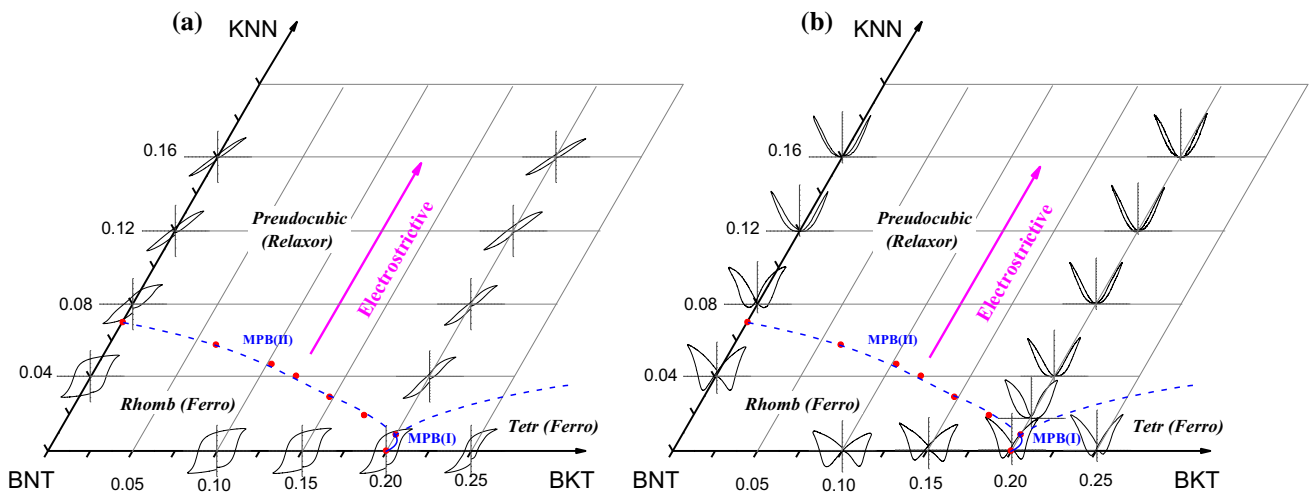 (a)
KNN
0.16
0.12
0.08
0.04
Preudocubic
(Relaxor)
Electrostrictive
MPB(II)
Rhomb (Ferro)
Tetr (Ferro)
MPB(I)
BNT
0.05
0.10
0.15
0.20
0.25
BKT
(b)
KNN
0.16
0.12
0.08
0.04
Preudocubic
(Relaxor)
Electrostrictive
MPB(II)
Rhomb (Ferro)
Tetr (Ferro)
MPB(I)
BNT
0.05
0.10
0.15
0.20
0.25
BKT